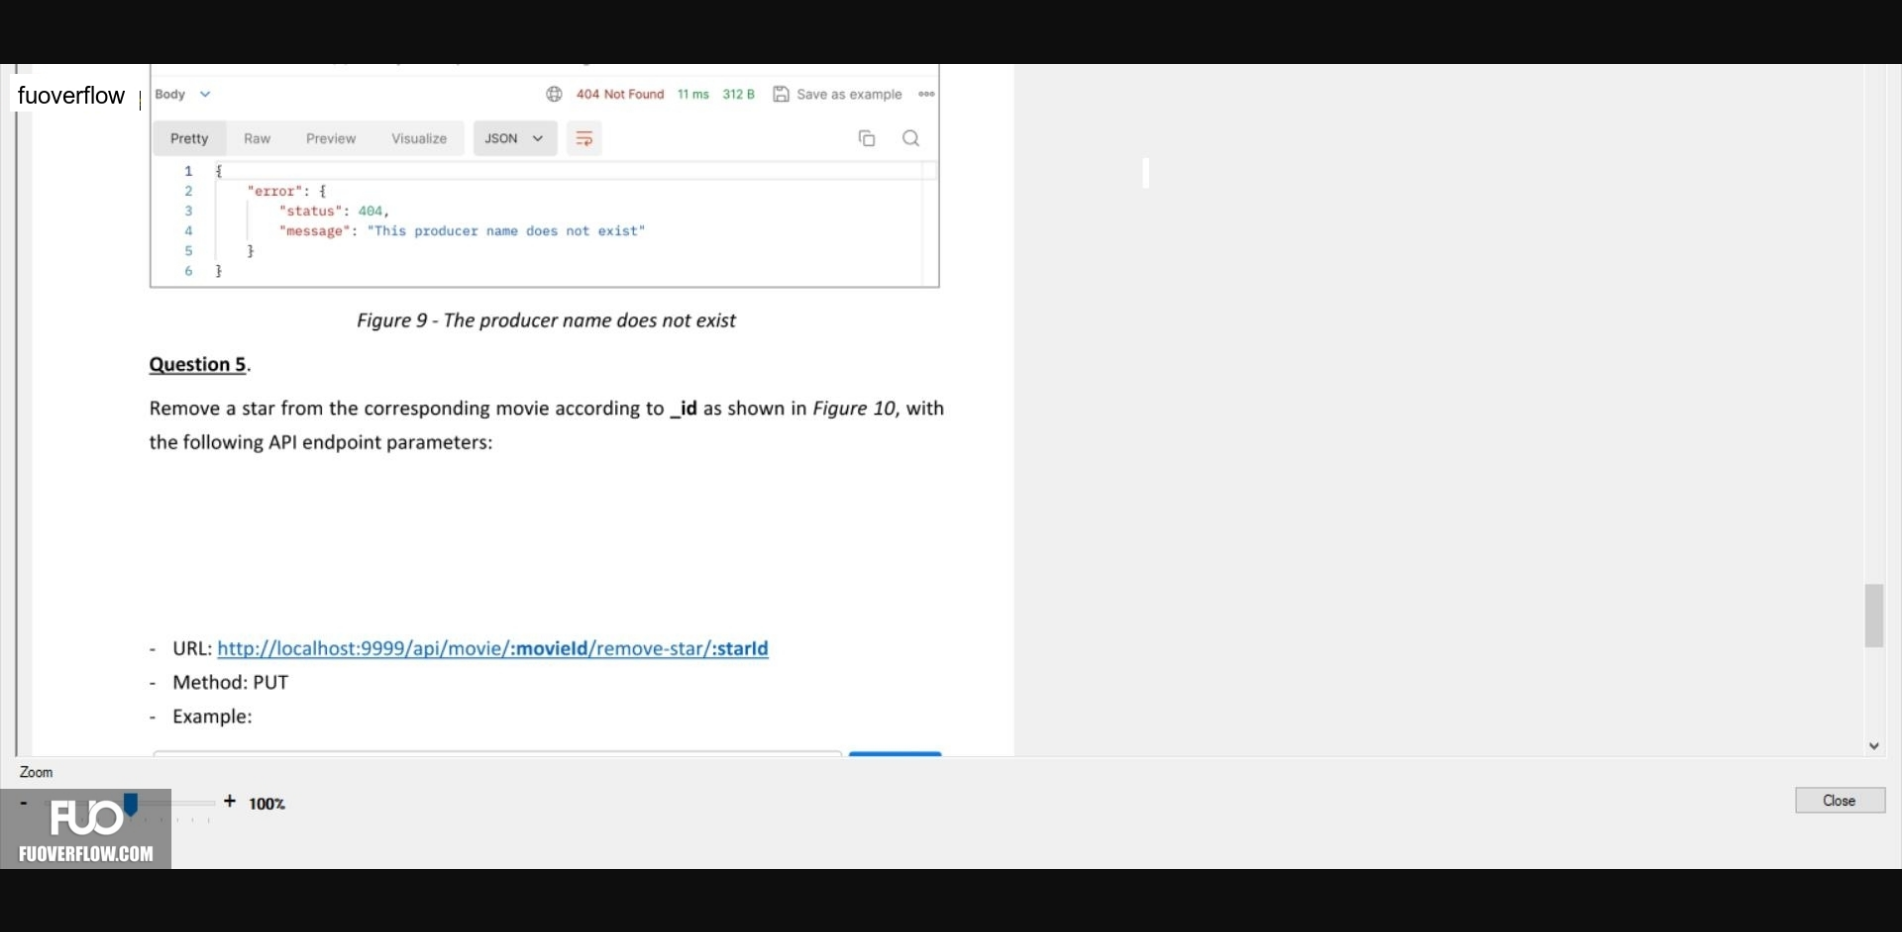 fuoverflow
Body 404 Not Found 11 ms 312 B Save as example
Pretty Raw Preview Visualize JSON
1 {
2 "error": {
3 "status": 404,
4 "message": "This producer name does not exist"
5 }
6 }
Figure 9 - The producer name does not exist
Question 5.
Remove a star from the corresponding movie according to _id as shown in Figure 10, with
the following API endpoint parameters:
- URL: http://localhost:9999/api/movie/:movieId/remove-star/:starId
- Method: PUT
- Example:
Zoom
- + 100%
Close
FUO
FUOVERFLOW.COM